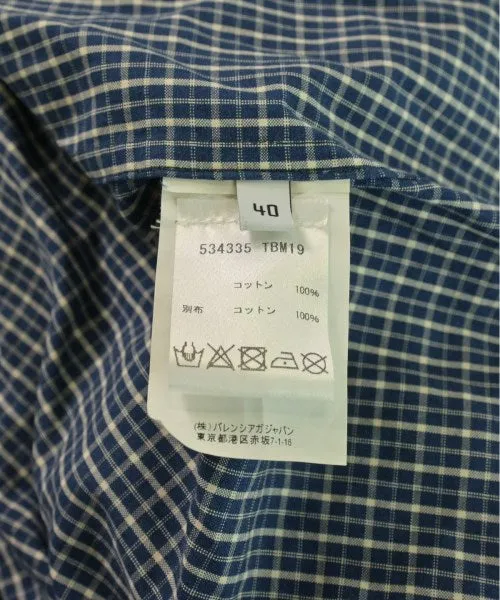 40
534335 TBM19
コットン 100%
別布 コットン 100%
(株)バレンシアガジャパン
東京都港区赤坂7-1-16